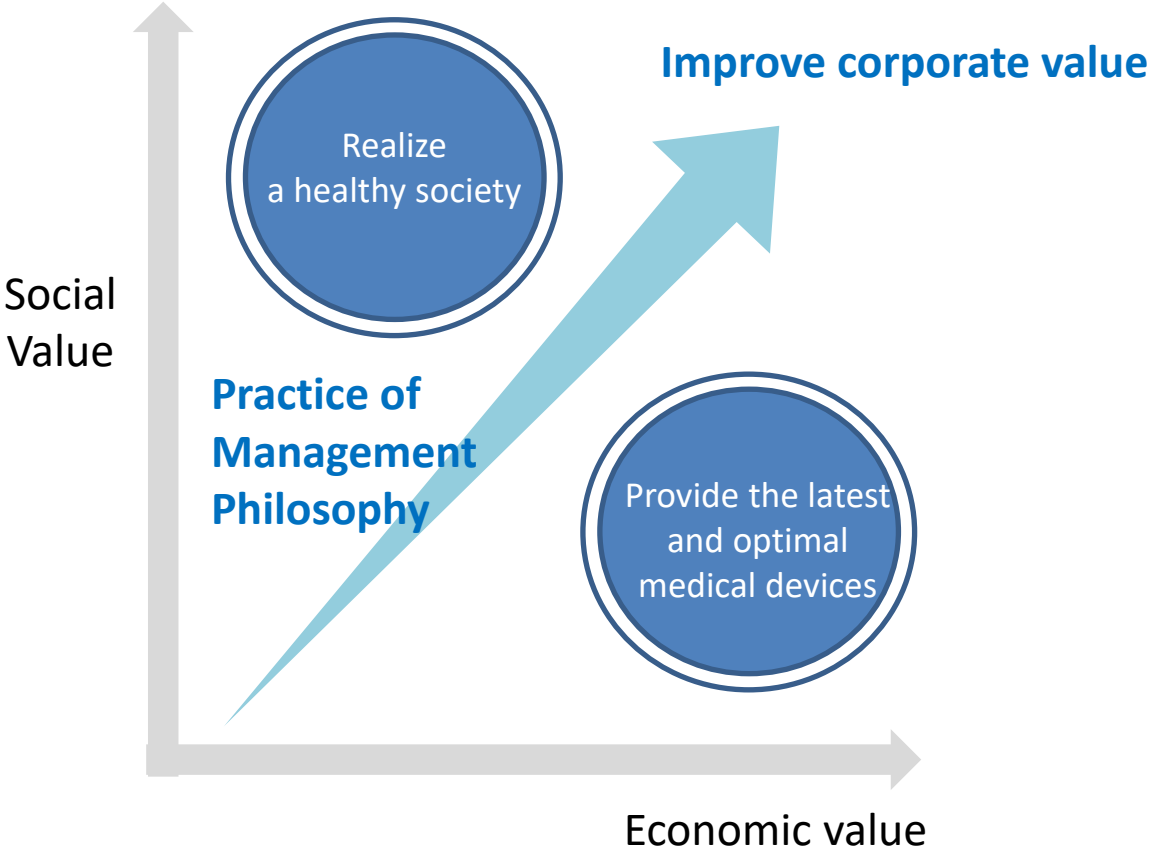 Improve corporate value
Realize
a healthy society
Social
Value
Practice of
Management
Philosophy
Provide the latest
and optimal
medical devices
Economic value